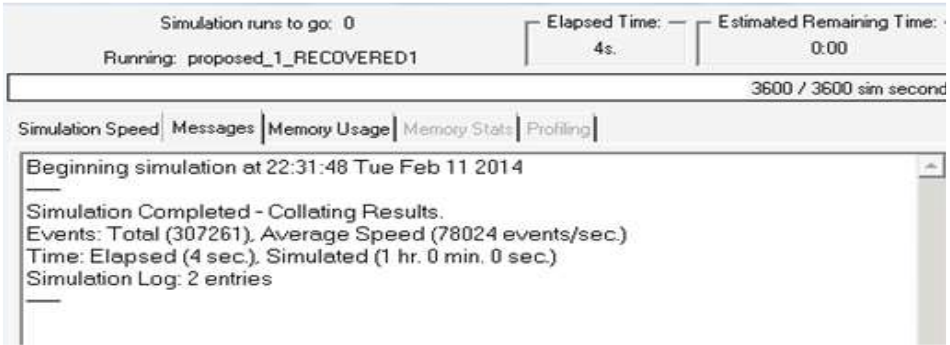 Simulation runs to go: 0
Elapsed Time:
Estimated Remaining Time:
4s.
0:00
Running: proposed_1_RECOVERED1
3600 / 3600 sim second
Simulation Speed Messages Memory Usage Memory Stats Profiling
Beginning simulation at 22:31:48 Tue Feb 11 2014
Simulation Completed - Collating Results.
Events: Total (307261), Average Speed (78024 events/sec.)
Time: Elapsed (4 sec.), Simulated (1 hr. 0 min. 0 sec.)
Simulation Log: 2 entries